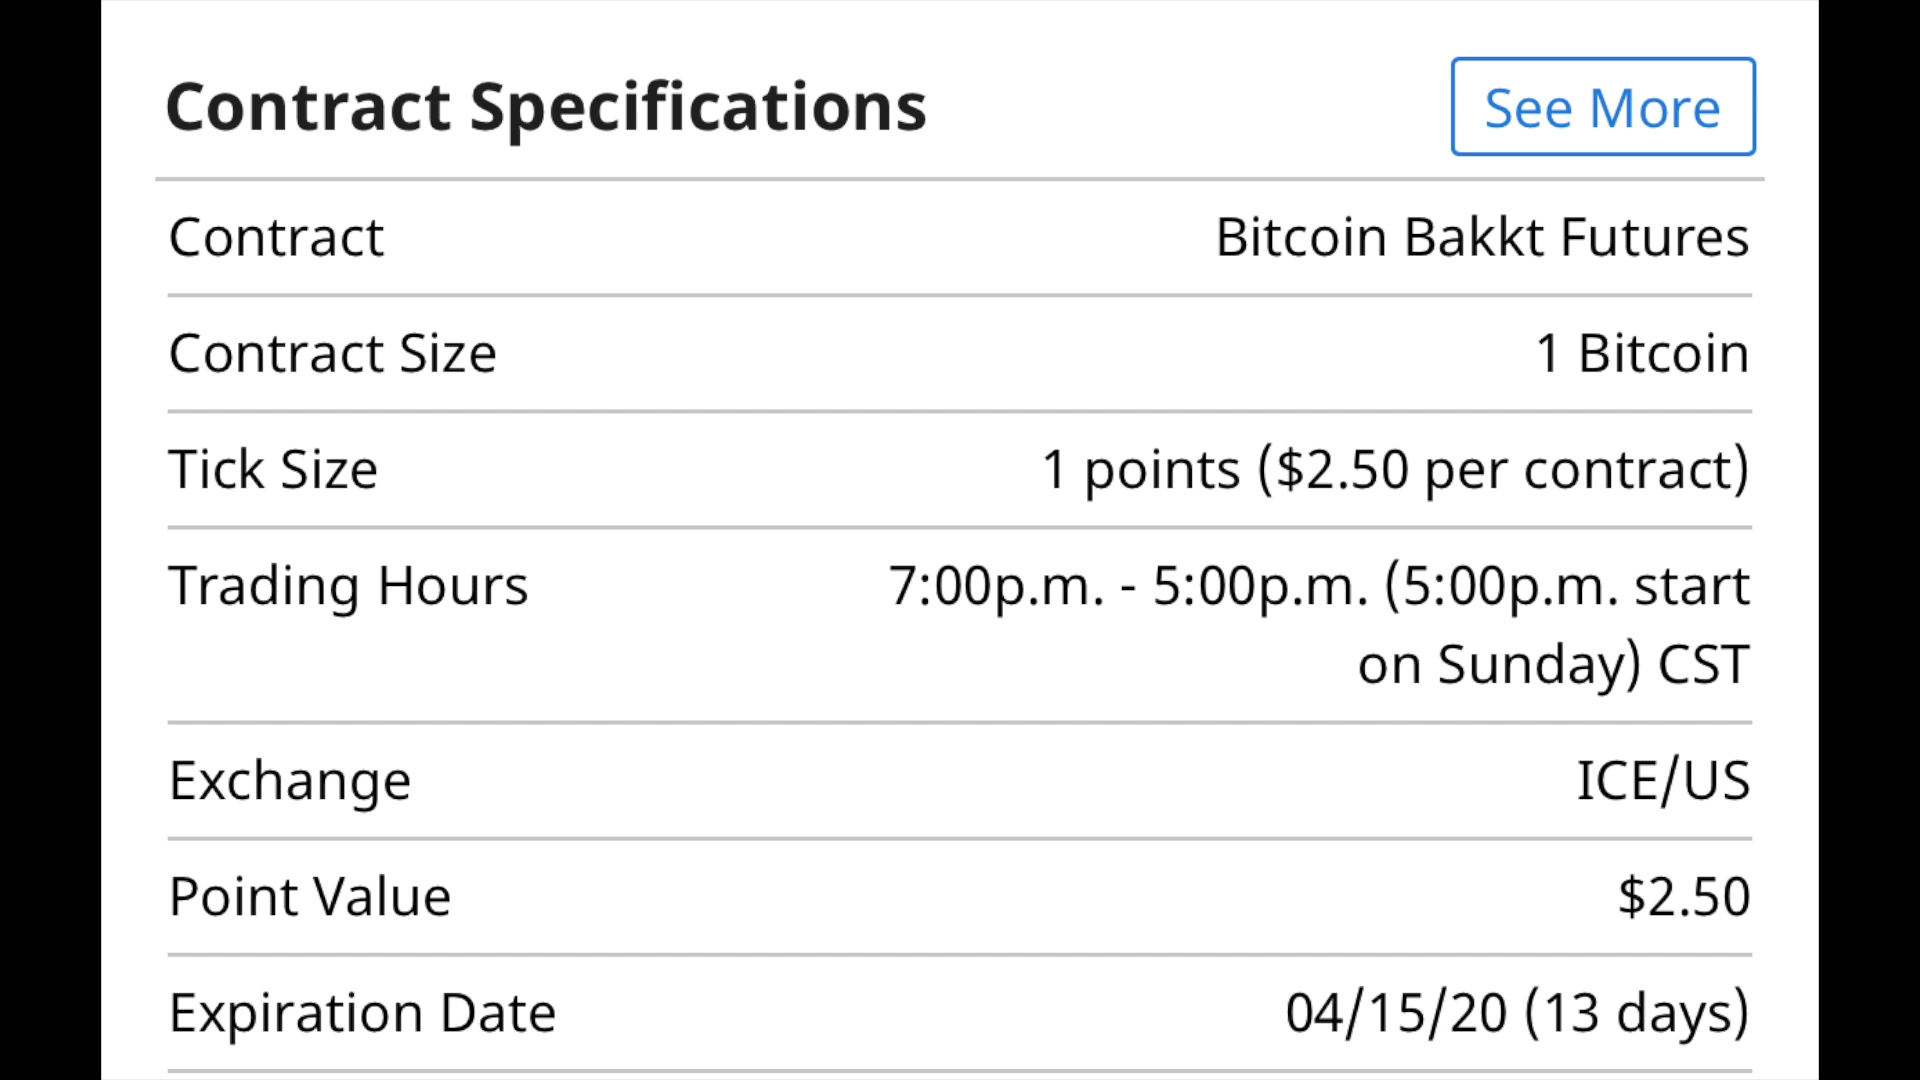 Contract Specifications
See More
Contract
Bitcoin Bakkt Futures
Contract Size
1 Bitcoin
Tick Size
1 points ($2.50 per contract)
Trading Hours
7:00p.m. - 5:00p.m. (5:00p.m. start
on Sunday) CST
Exchange
ICE/US
Point Value
$2.50
Expiration Date
04/15/20 (13 days)